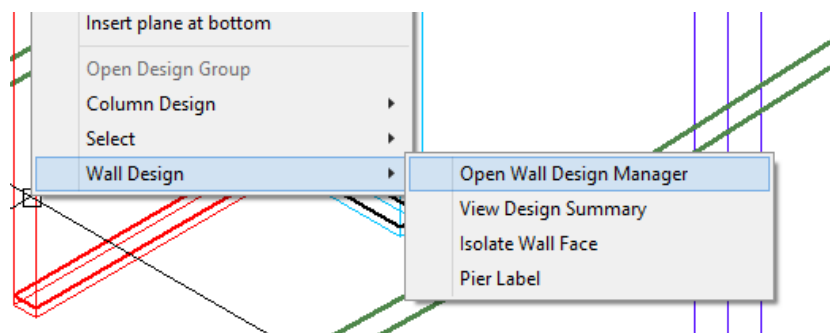 Insert plane at bottom
Open Design Group
Column Design
Select
Wall Design
Open Wall Design Manager
View Design Summary
Isolate Wall Face
Pier Label